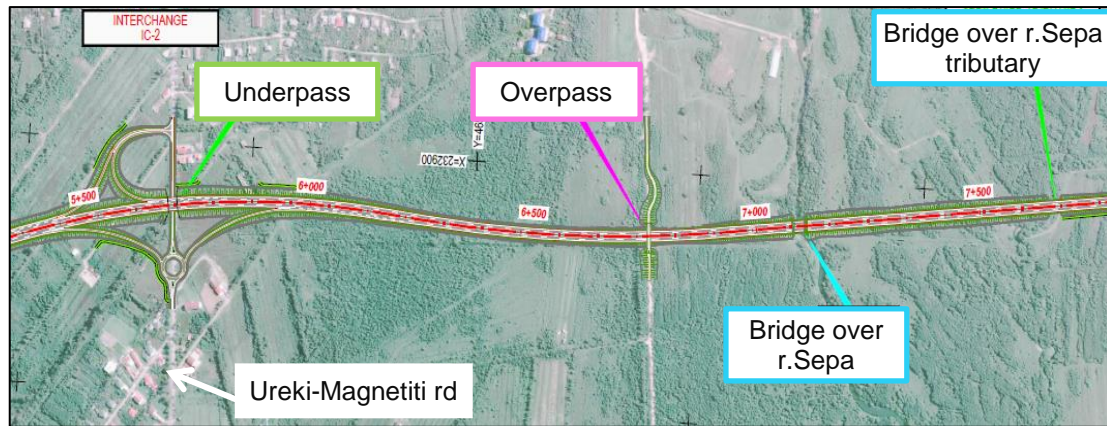 INTERCHANGE
IC-2
Bridge over r.Sepa
tributary
Underpass
Overpass
Y=46
X=232900
5+500
6+000
6+500
7+000
7+500
Bridge over
r.Sepa
Ureki-Magnetiti rd